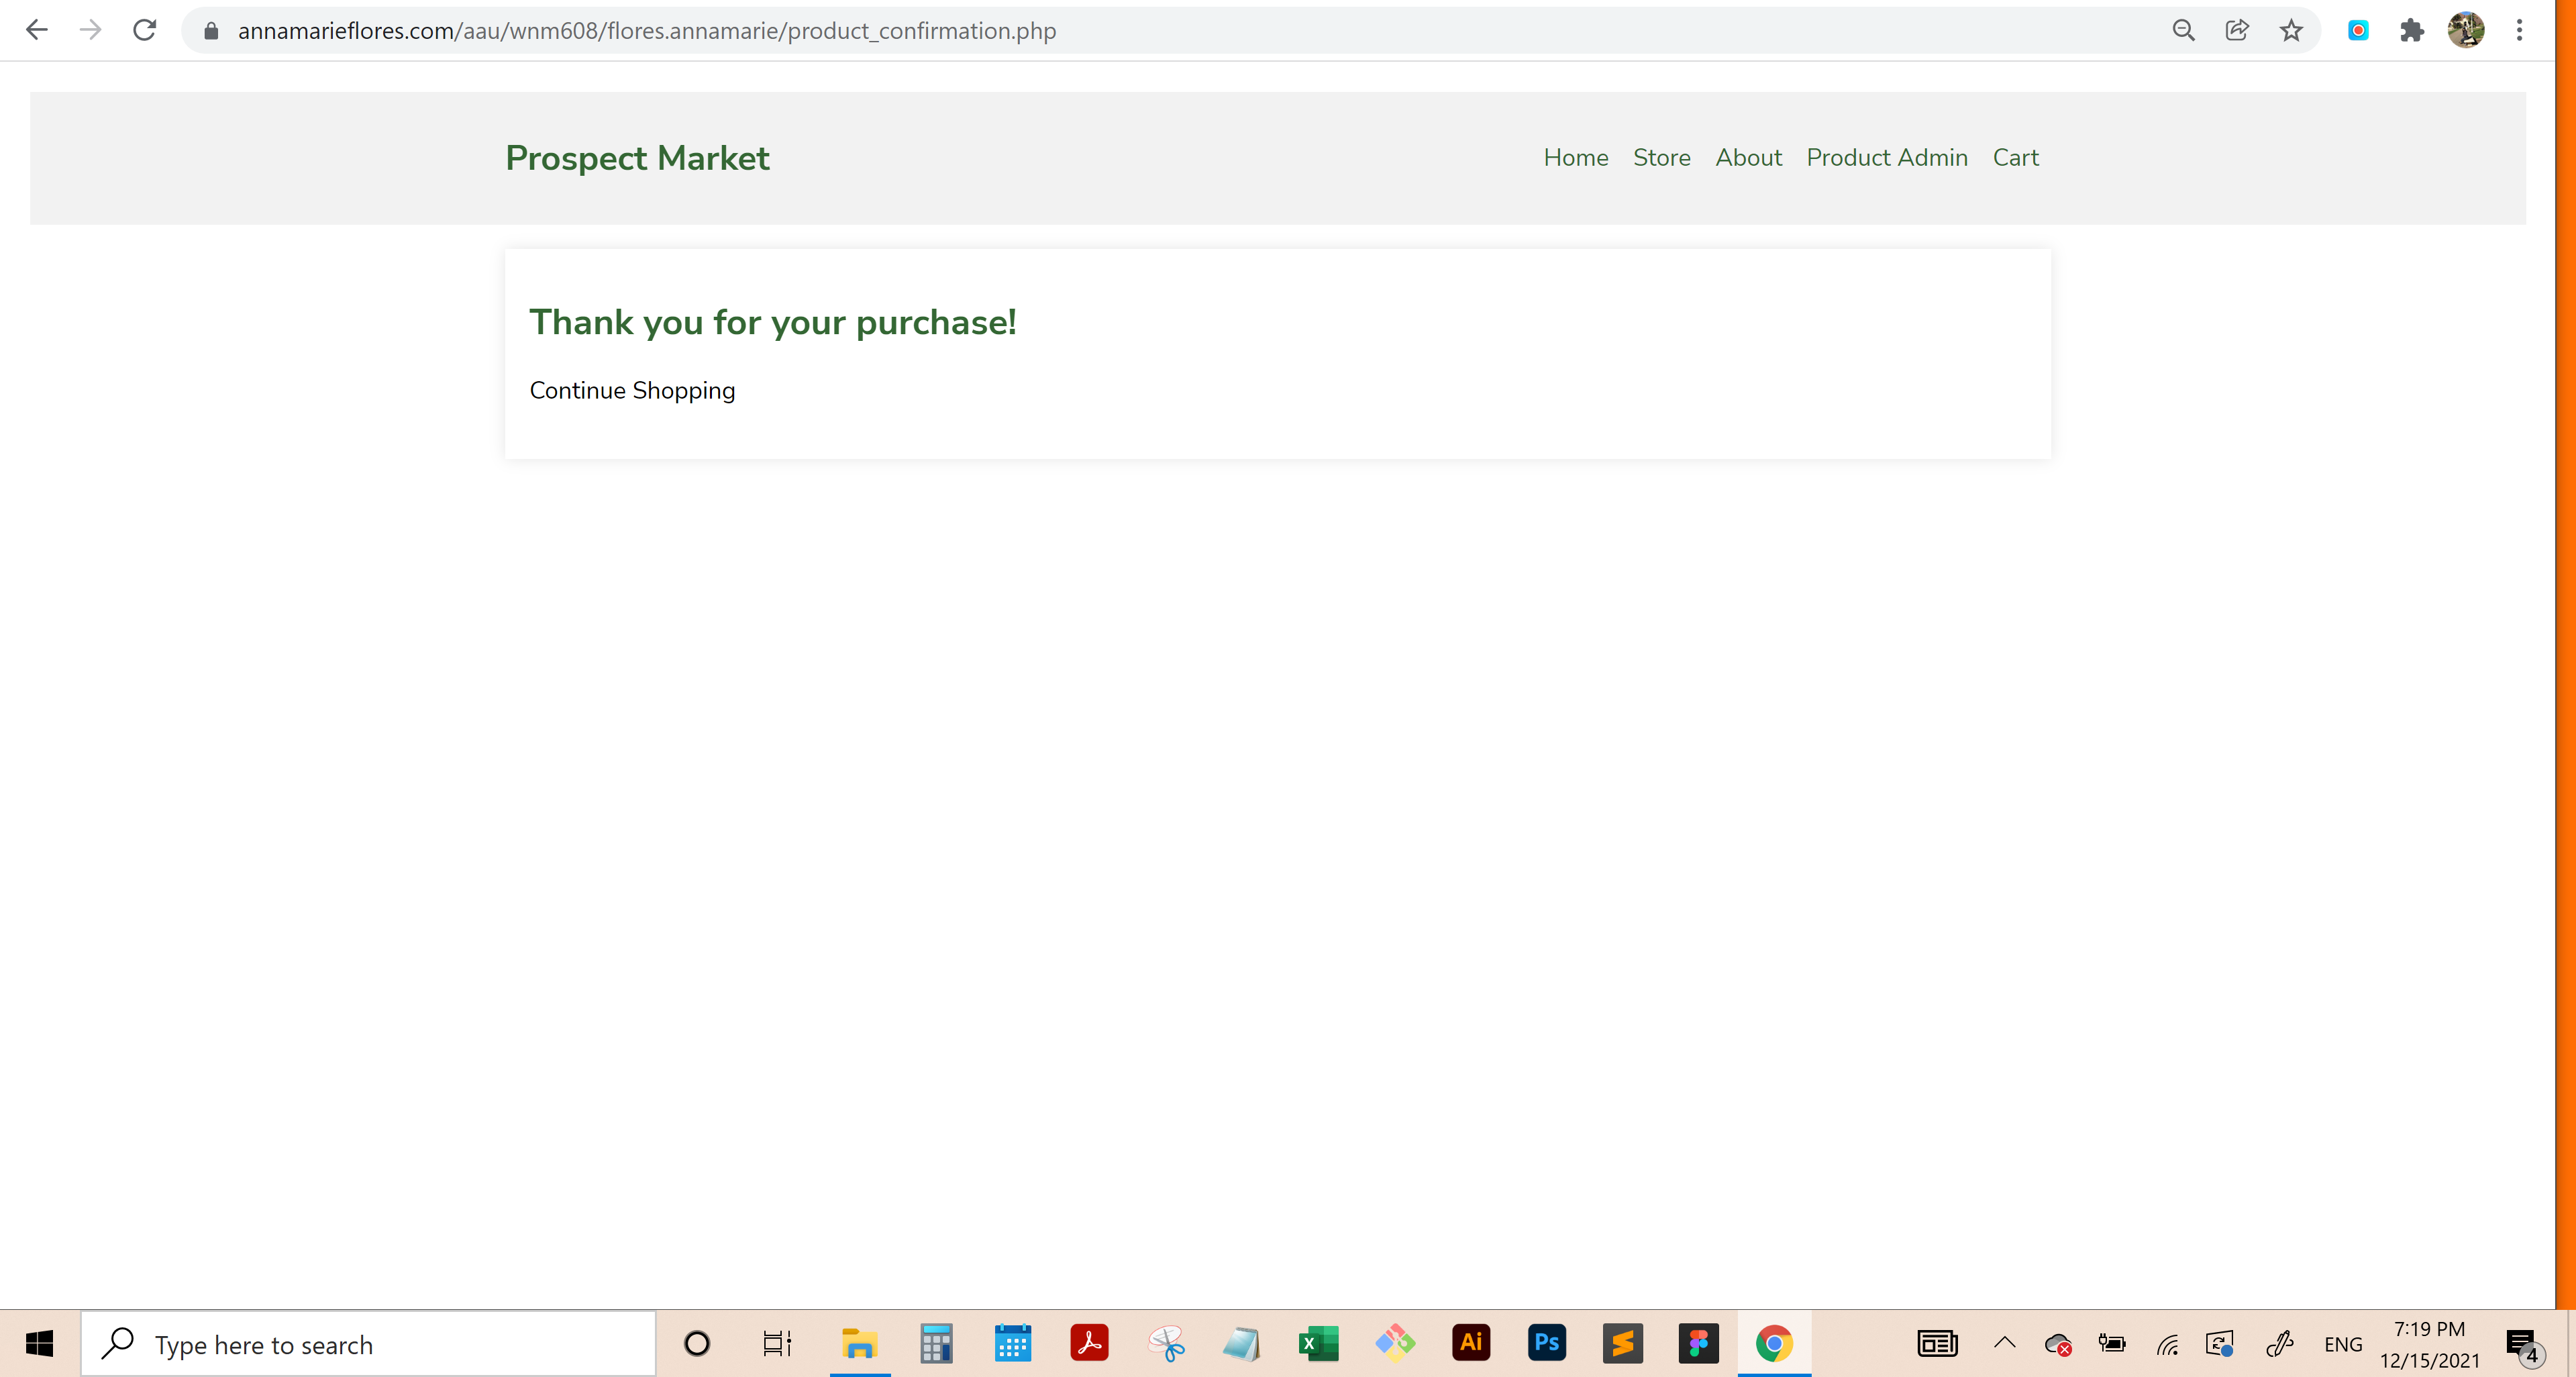 annamarieflores.com/aau/wnm608/flores.annamarie/product_confirmation.php
Prospect Market
Home Store About Product Admin Cart
Thank you for your purchase!
Continue Shopping
Type here to search
X
Ai
Ps
ENG
7:19 PM
12/15/2021
4